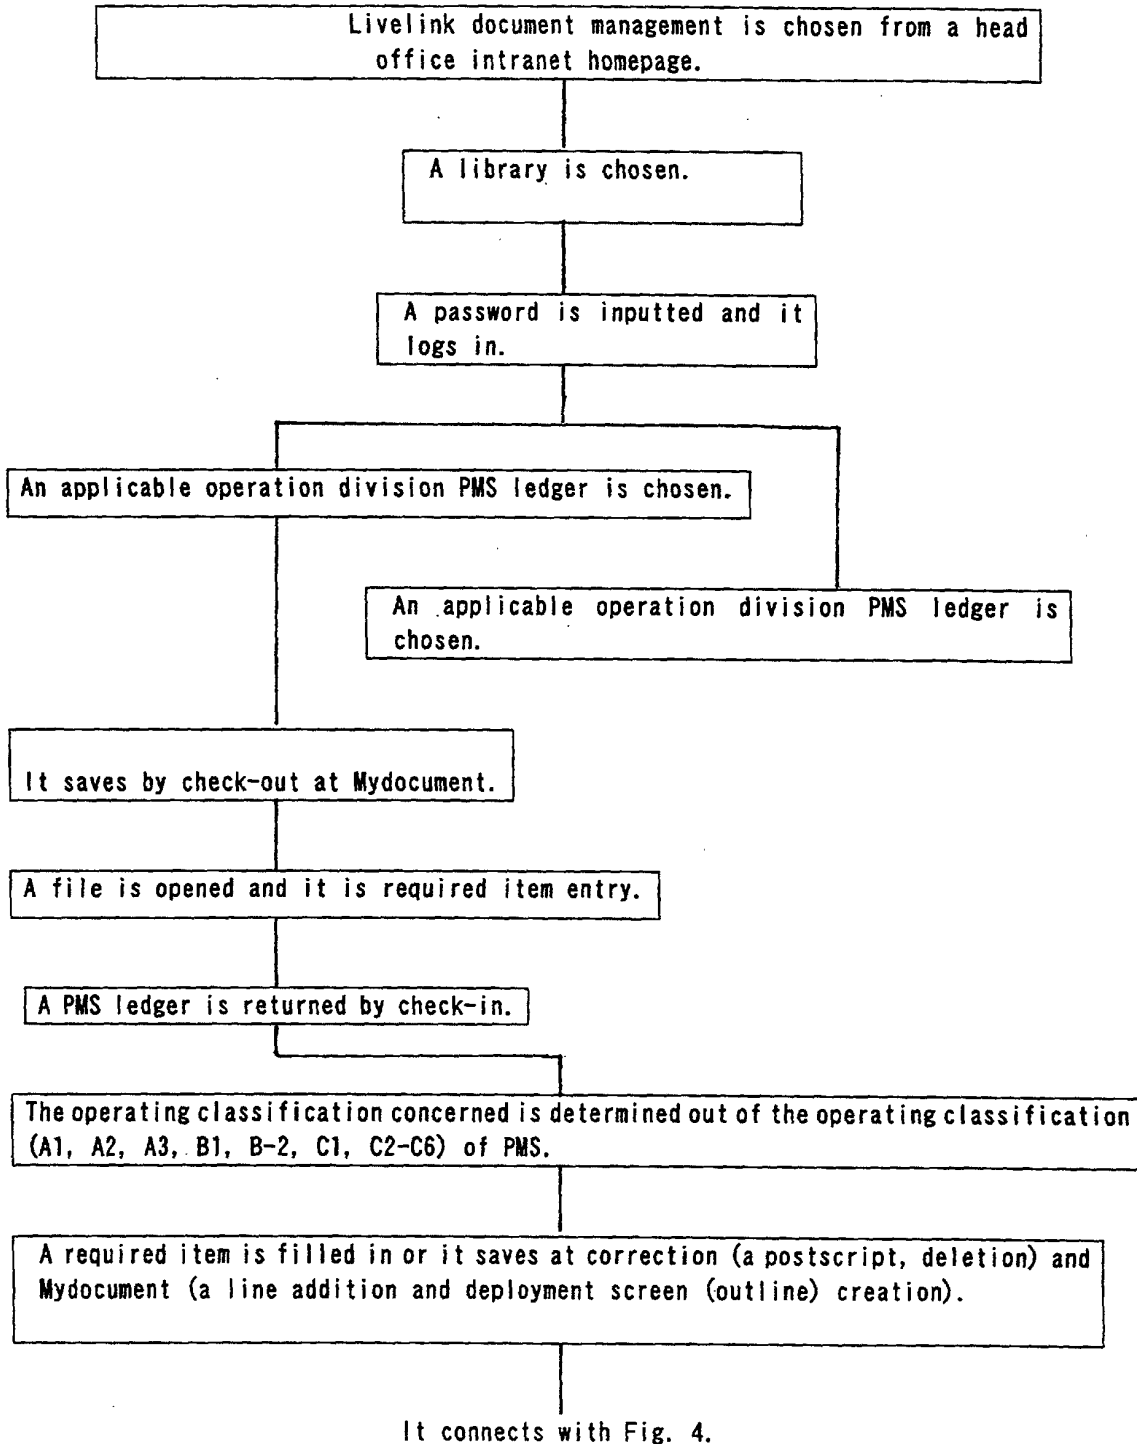 Livelink document management is chosen from a head
office intranet homepage.
A library is chosen.
A password is inputted and it
logs in.
An applicable operation division PMS ledger is chosen.
An applicable operation division PMS ledger is
chosen.
It saves by check-out at Mydocument.
A file is opened and it is required item entry.
A PMS ledger is returned by check-in.
The operating classification concerned is determined out of the operating classification
(A1, A2, A3, B1, B-2, C1, C2-C6) of PMS.
A required item is filled in or it saves at correction (a postscript, deletion) and
Mydocument (a line addition and deployment screen (outline) creation).
It connects with Fig. 4.